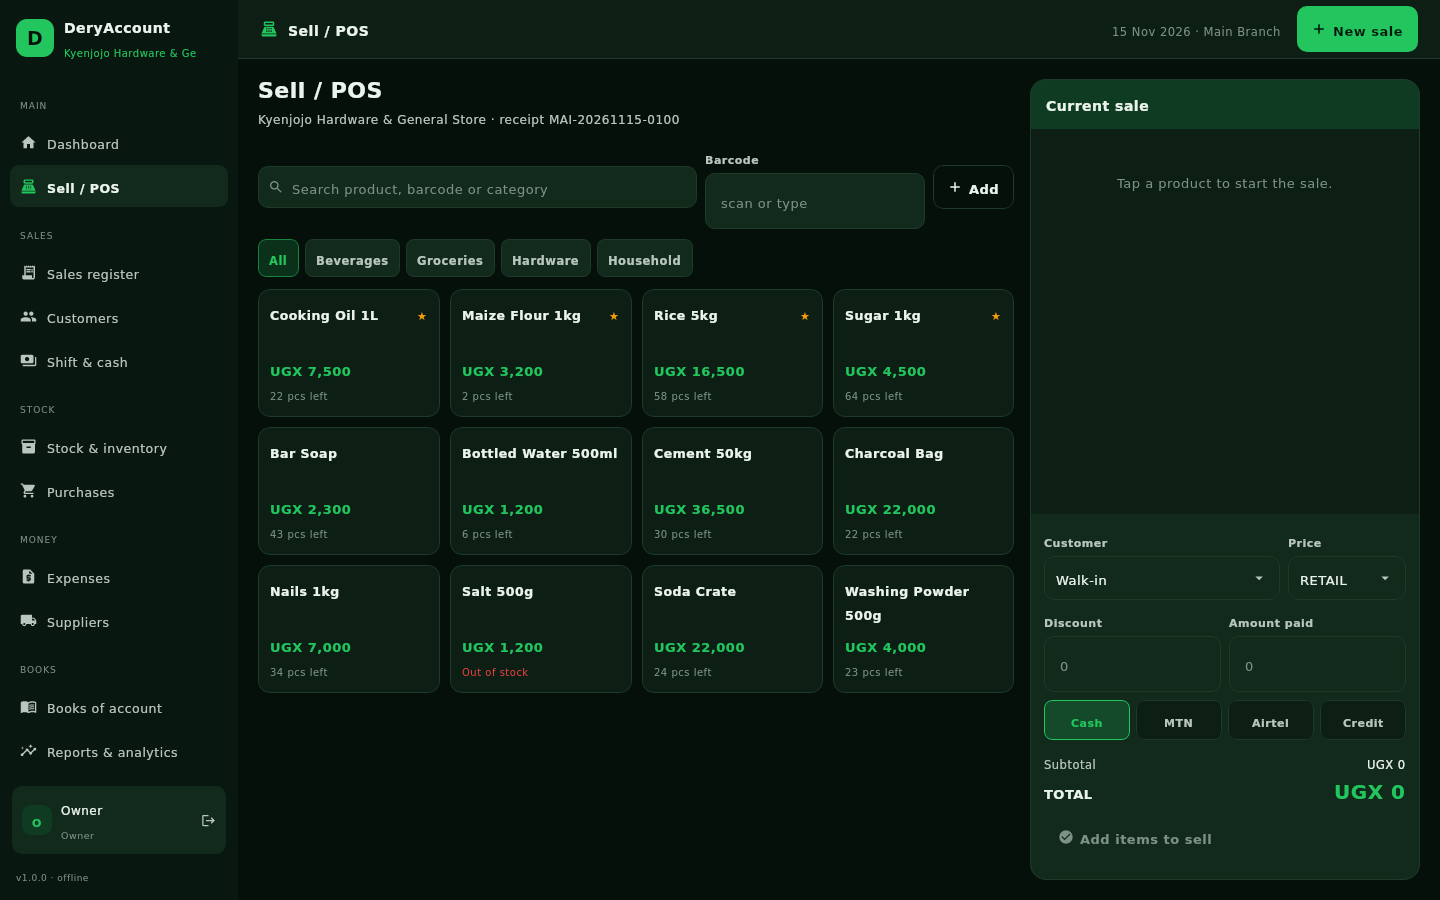 D
DeryAccount
Kyenjojo Hardware & Ge
MAIN
Dashboard
Sell / POS
SALES
Sales register
Customers
Shift & cash
STOCK
Stock & inventory
Purchases
MONEY
Expenses
Suppliers
BOOKS
Books of account
Reports & analytics
O
Owner
Owner
v1.0.0 · offline
Sell / POS
15 Nov 2026 · Main Branch
+ New sale
Sell / POS
Kyenjojo Hardware & General Store · receipt MAI-20261115-0100
Search product, barcode or category
Barcode
scan or type
+ Add
All
Beverages
Groceries
Hardware
Household
Cooking Oil 1L ★
UGX 7,500
22 pcs left
Maize Flour 1kg ★
UGX 3,200
2 pcs left
Rice 5kg ★
UGX 16,500
58 pcs left
Sugar 1kg ★
UGX 4,500
64 pcs left
Bar Soap
UGX 2,300
43 pcs left
Bottled Water 500ml
UGX 1,200
6 pcs left
Cement 50kg
UGX 36,500
30 pcs left
Charcoal Bag
UGX 22,000
22 pcs left
Nails 1kg
UGX 7,000
34 pcs left
Salt 500g
UGX 1,200
Out of stock
Soda Crate
UGX 22,000
24 pcs left
Washing Powder
500g
UGX 4,000
23 pcs left
Current sale
Tap a product to start the sale.
Customer
Walk-in
Price
RETAIL
Discount
0
Amount paid
0
Cash
MTN
Airtel
Credit
Subtotal UGX 0
TOTAL UGX 0
Add items to sell